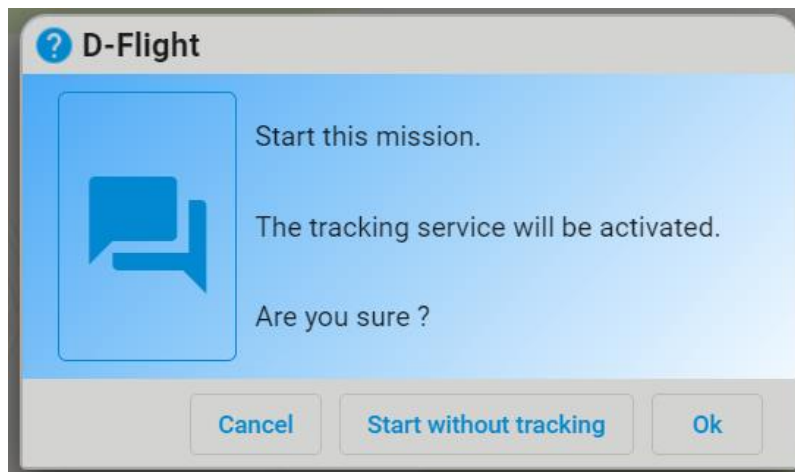 D-Flight
Start this mission.
The tracking service will be activated.
Are you sure ?
Cancel
Start without tracking
Ok